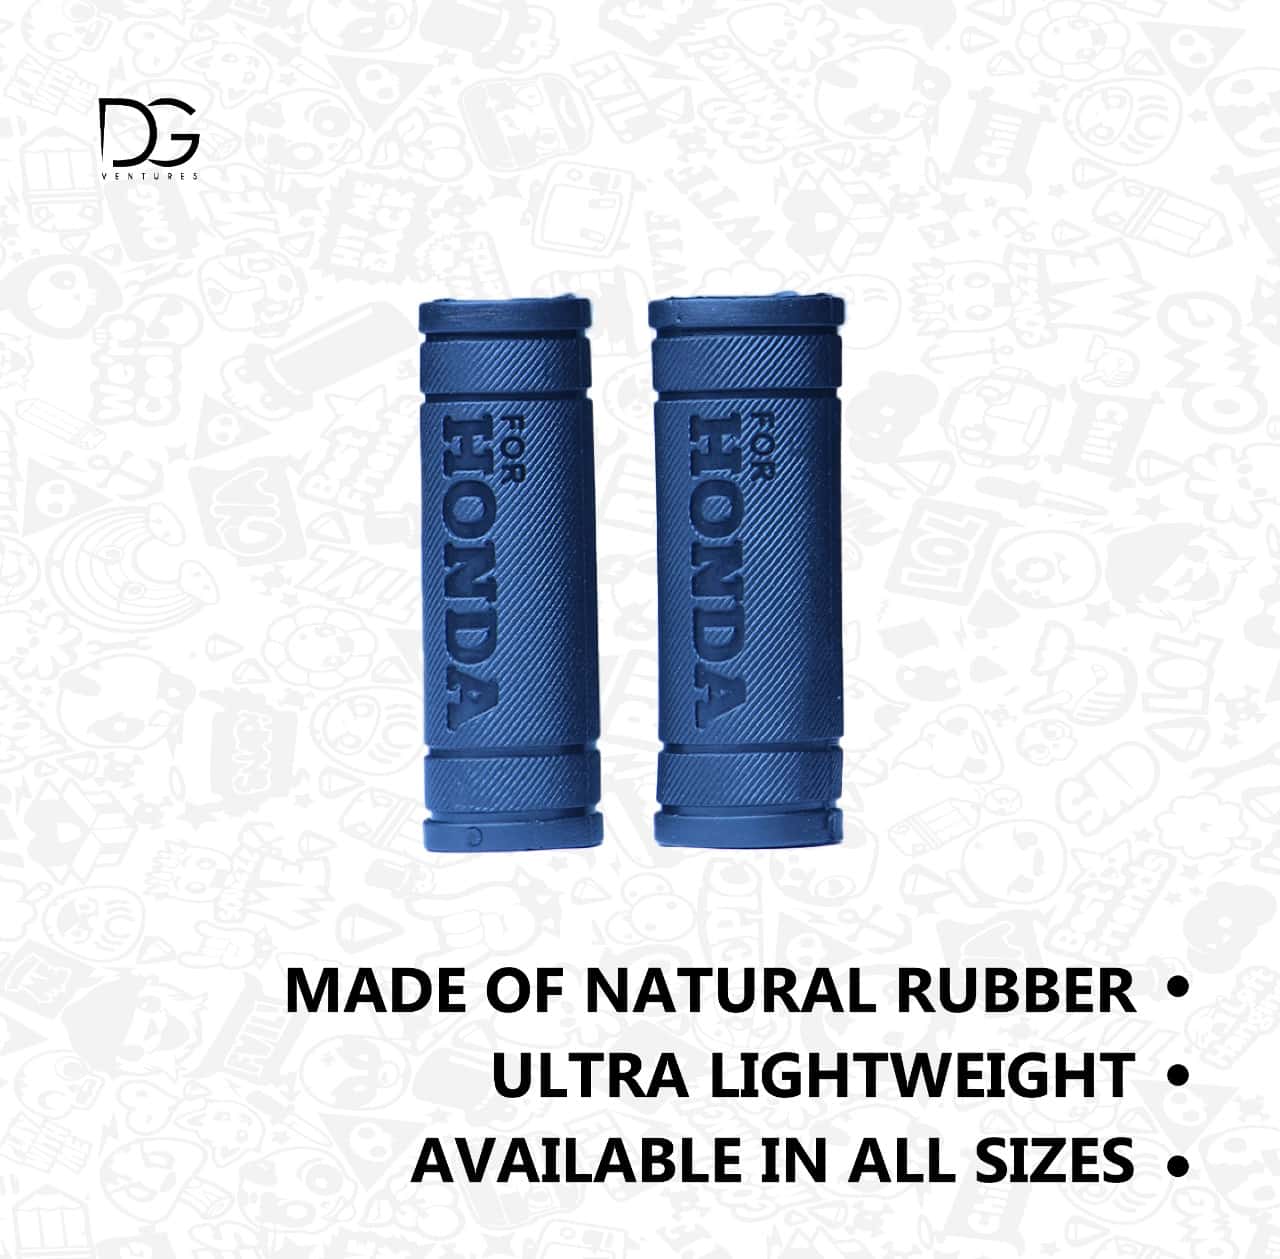 DG
VENTURES
FOR
HONDA
FOR
HONDA
MADE OF NATURAL RUBBER •
ULTRA LIGHTWEIGHT •
AVAILABLE IN ALL SIZES •